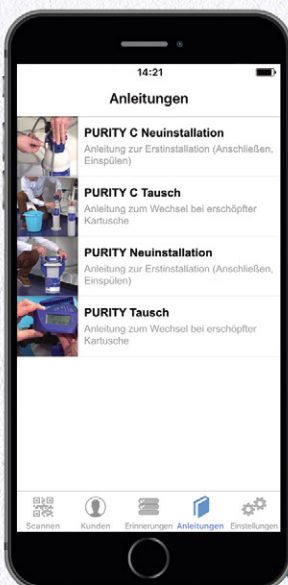 14:21
Anleitungen
PURITY C Neuinstallation
Anleitung zur Erstinstallation (Anschließen,
Einspülen)
PURITY C Tausch
Anleitung zum Wechsel bei erschöpfter
Kartusche
PURITY Neuinstallation
Anleitung zur Erstinstallation (Anschließen,
Einspülen)
PURITY Tausch
Anleitung zum Wechsel bei erschöpfter
Kartusche
Scannen Kunden Erinnerungen Anleitungen Einstellungen